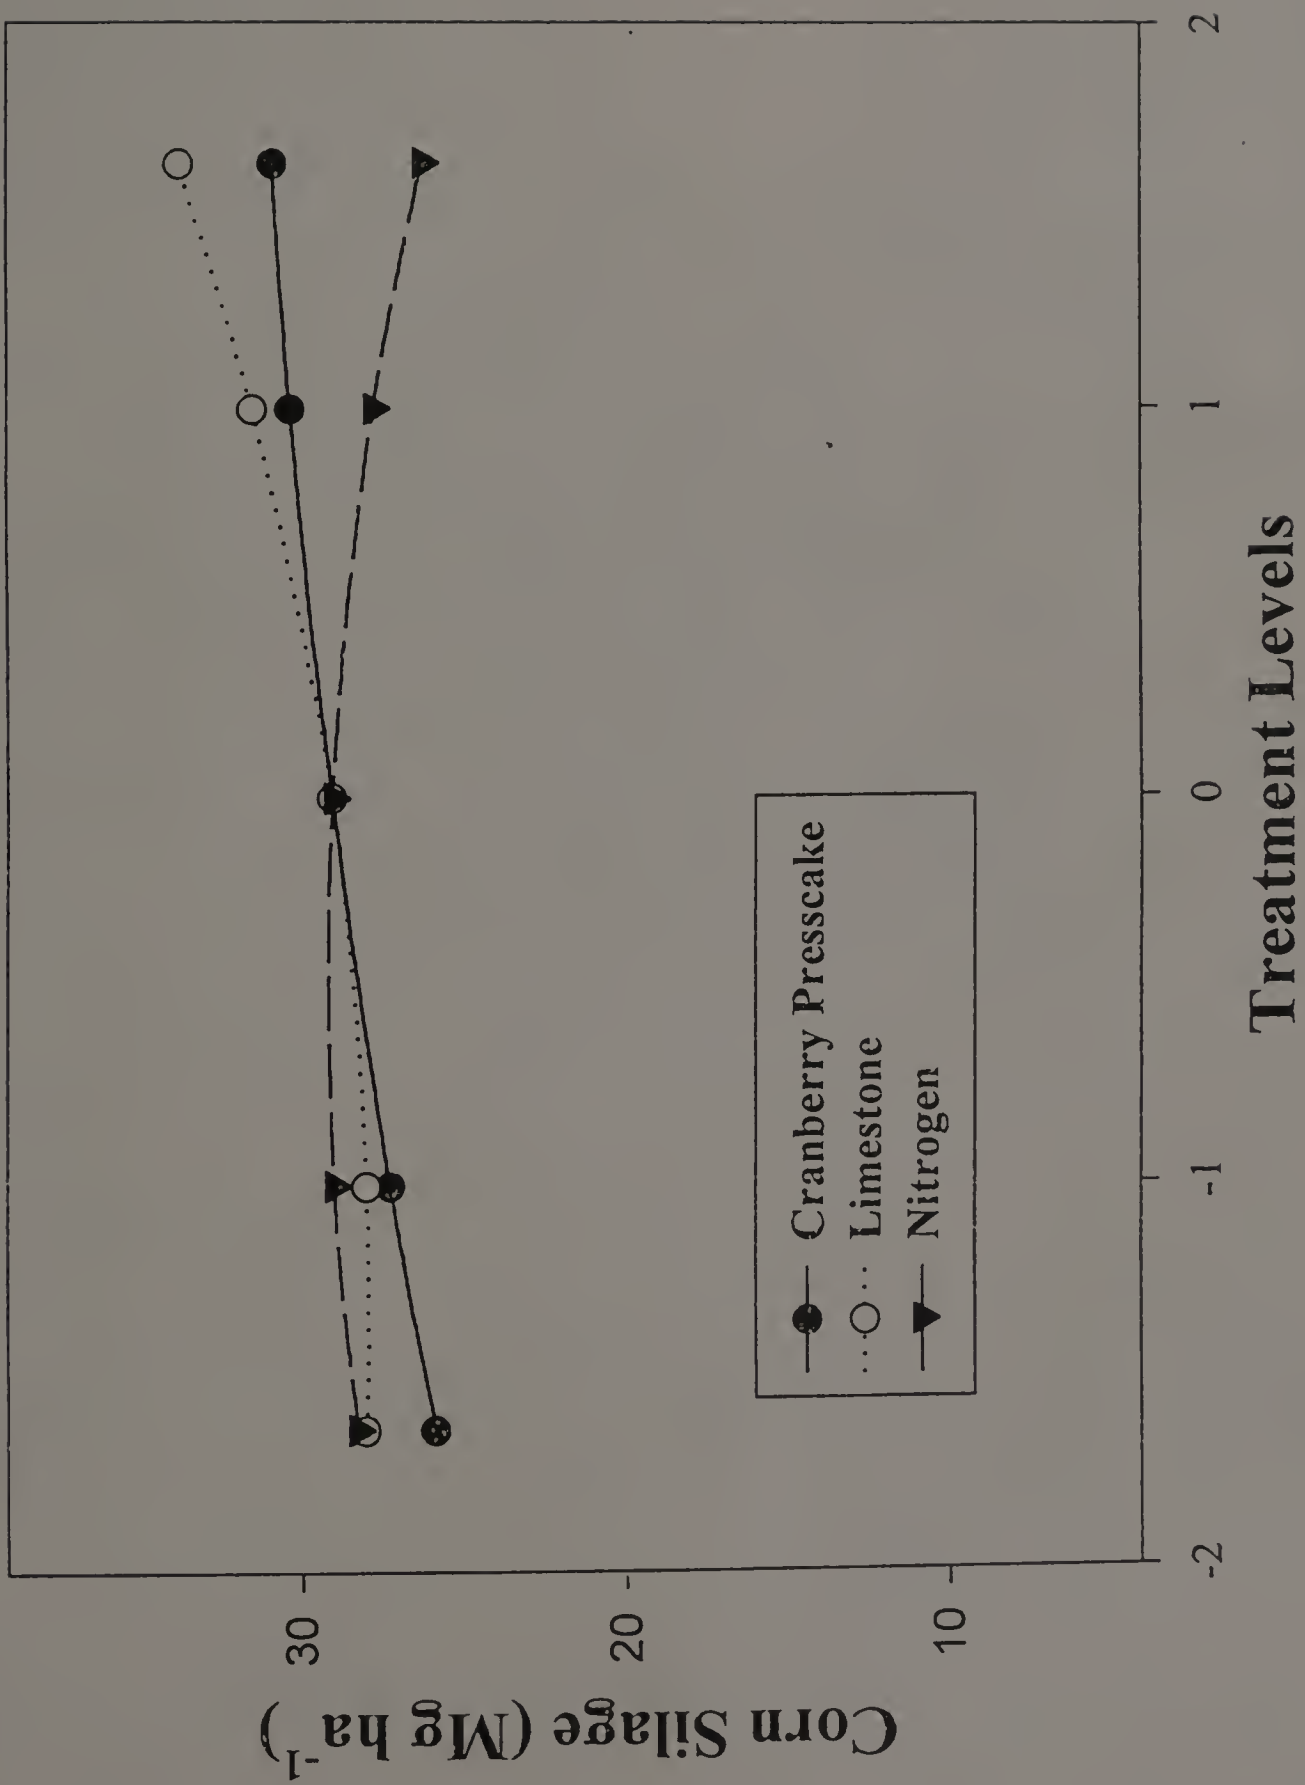 Corn Silage (Mg ha⁻¹)
30
20
10
Cranberry Presscake
Limestone
Nitrogen
-2
-1
0
1
2
Treatment Levels